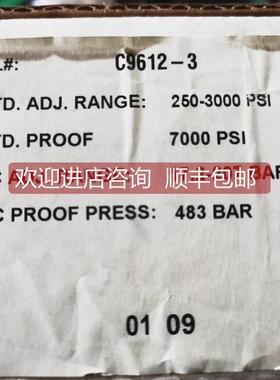 #: C9612-3
TD. ADJ. RANGE: 250-3000 PSI
TD. PROOF 7000 PSI
欢迎进店咨询 顺丰包邮
C PROOF PRESS: 483 BAR
01 09